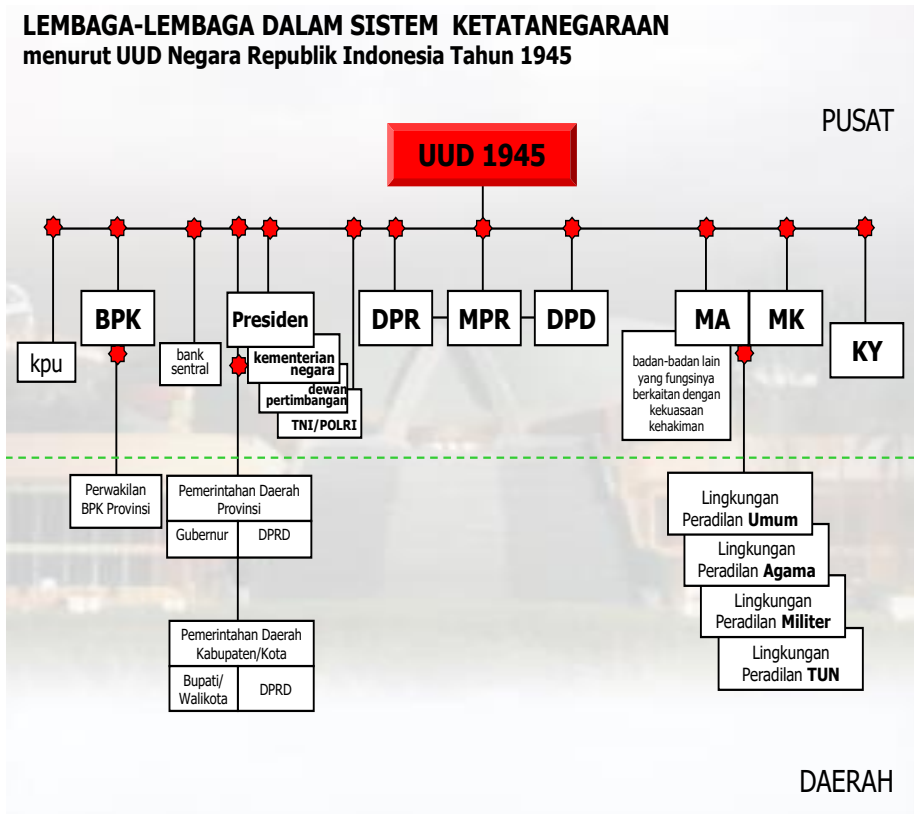 LEMBAGA-LEMBAGA DALAM SISTEM KETATANEGARAAN
menurut UUD Negara Republik Indonesia Tahun 1945
PUSAT
UUD 1945
kpu
BPK
bank
sentral
Presiden
kementerian
negara
dewan
pertimbangan
TNI/POLRI
DPR
MPR
DPD
MA
MK
badan-badan lain
yang fungsinya
berkaitan dengan
kekuasaan
kehakiman
KY
Perwakilan
BPK Provinsi
Pemerintahan Daerah
Provinsi
Gubernur
DPRD
Pemerintahan Daerah
Kabupaten/Kota
Bupati/
Walikota
DPRD
Lingkungan
Peradilan Umum
Lingkungan
Peradilan Agama
Lingkungan
Peradilan Militer
Lingkungan
Peradilan TUN
DAERAH